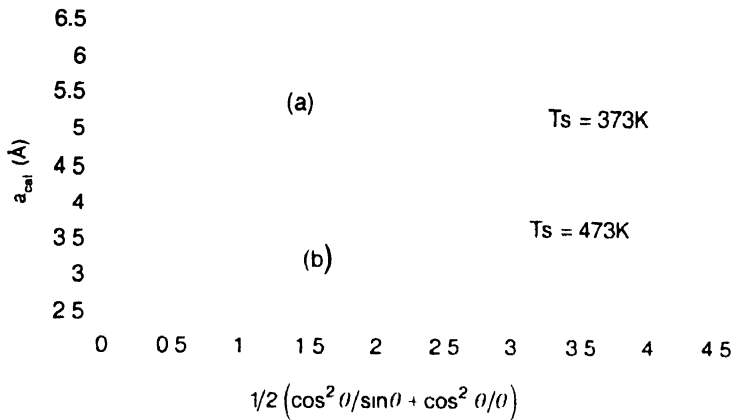 6.5
6
5.5
(a)
Ts = 373K
5
4 5
4
3 5
Ts = 473K
(b)
3
2 5
a_cal (Å)
0 0 5 1 1 5 2 2 5 3 3 5 4 4 5
1/2 (cos² θ/sinθ + cos² θ/θ)